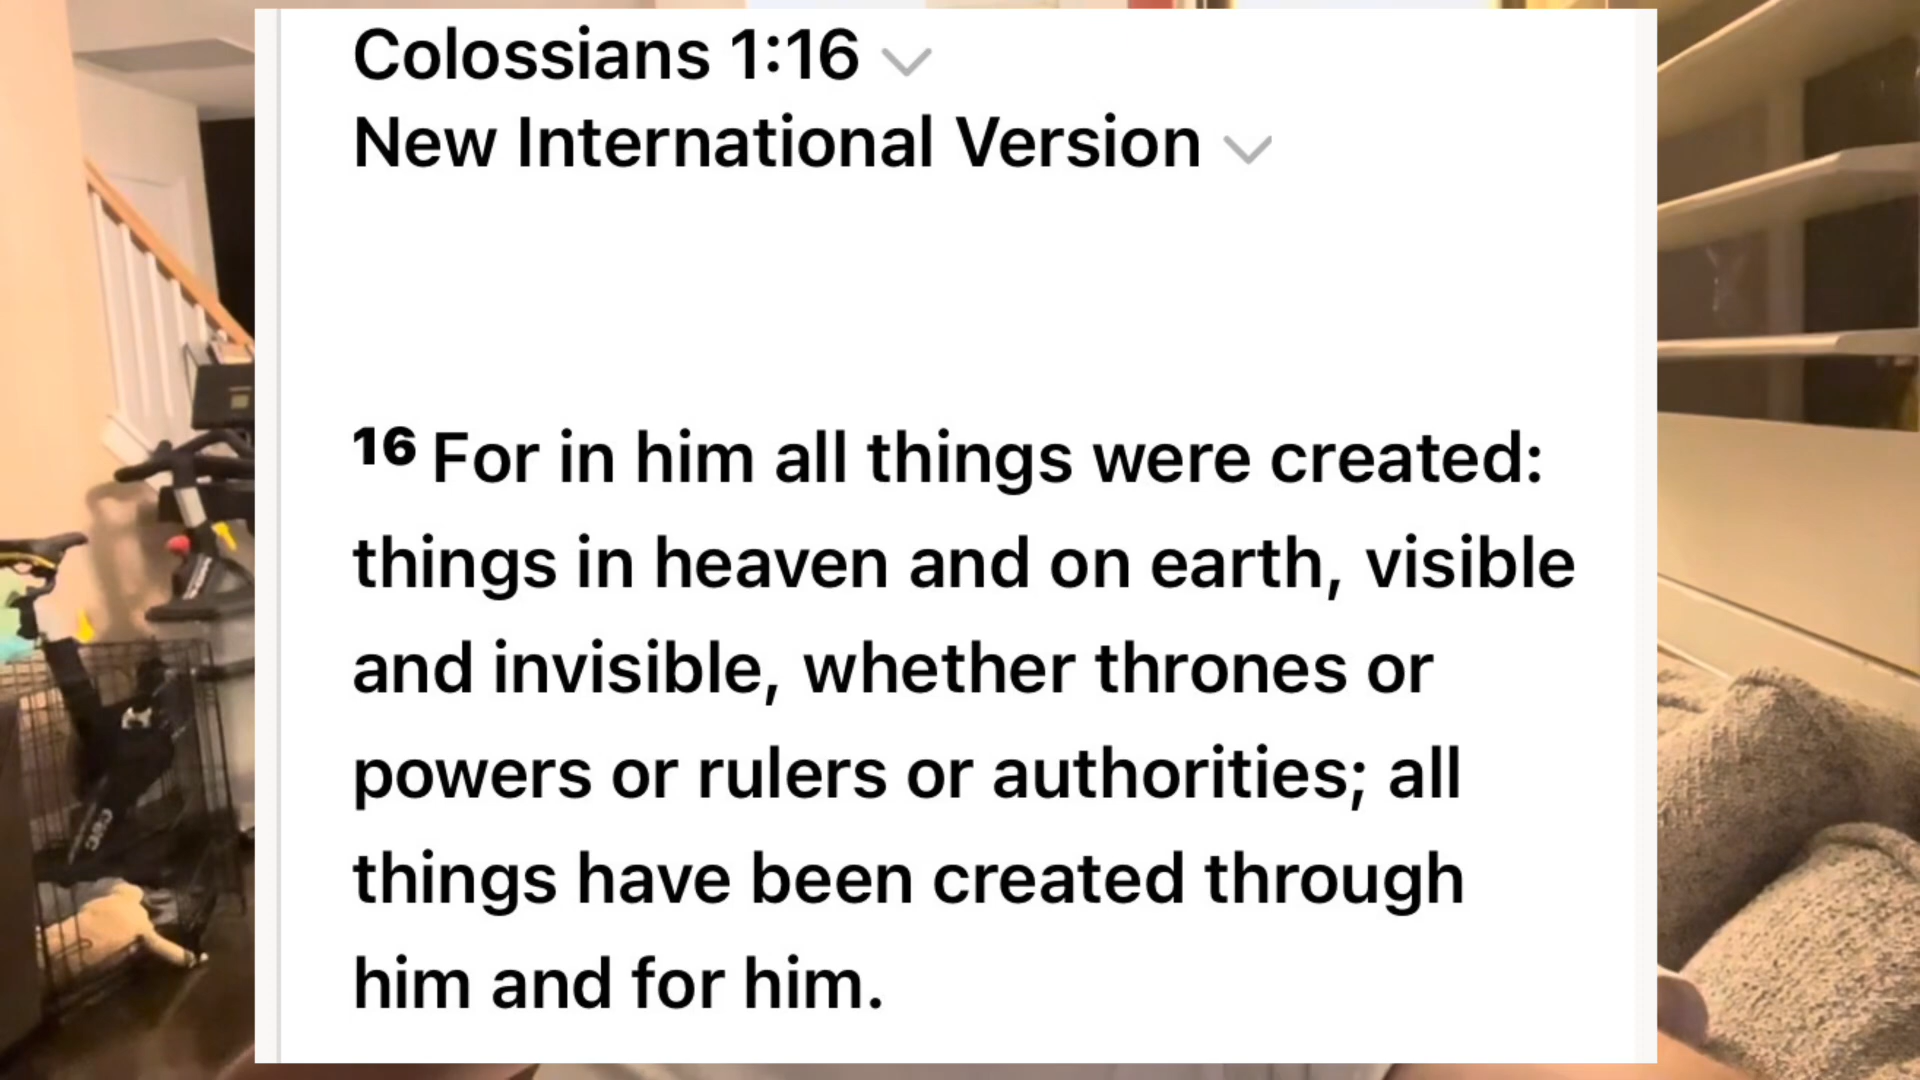 Colossians 1:16
New International Version
16 For in him all things were created:
things in heaven and on earth, visible
and invisible, whether thrones or
powers or rulers or authorities; all
things have been created through
him and for him.